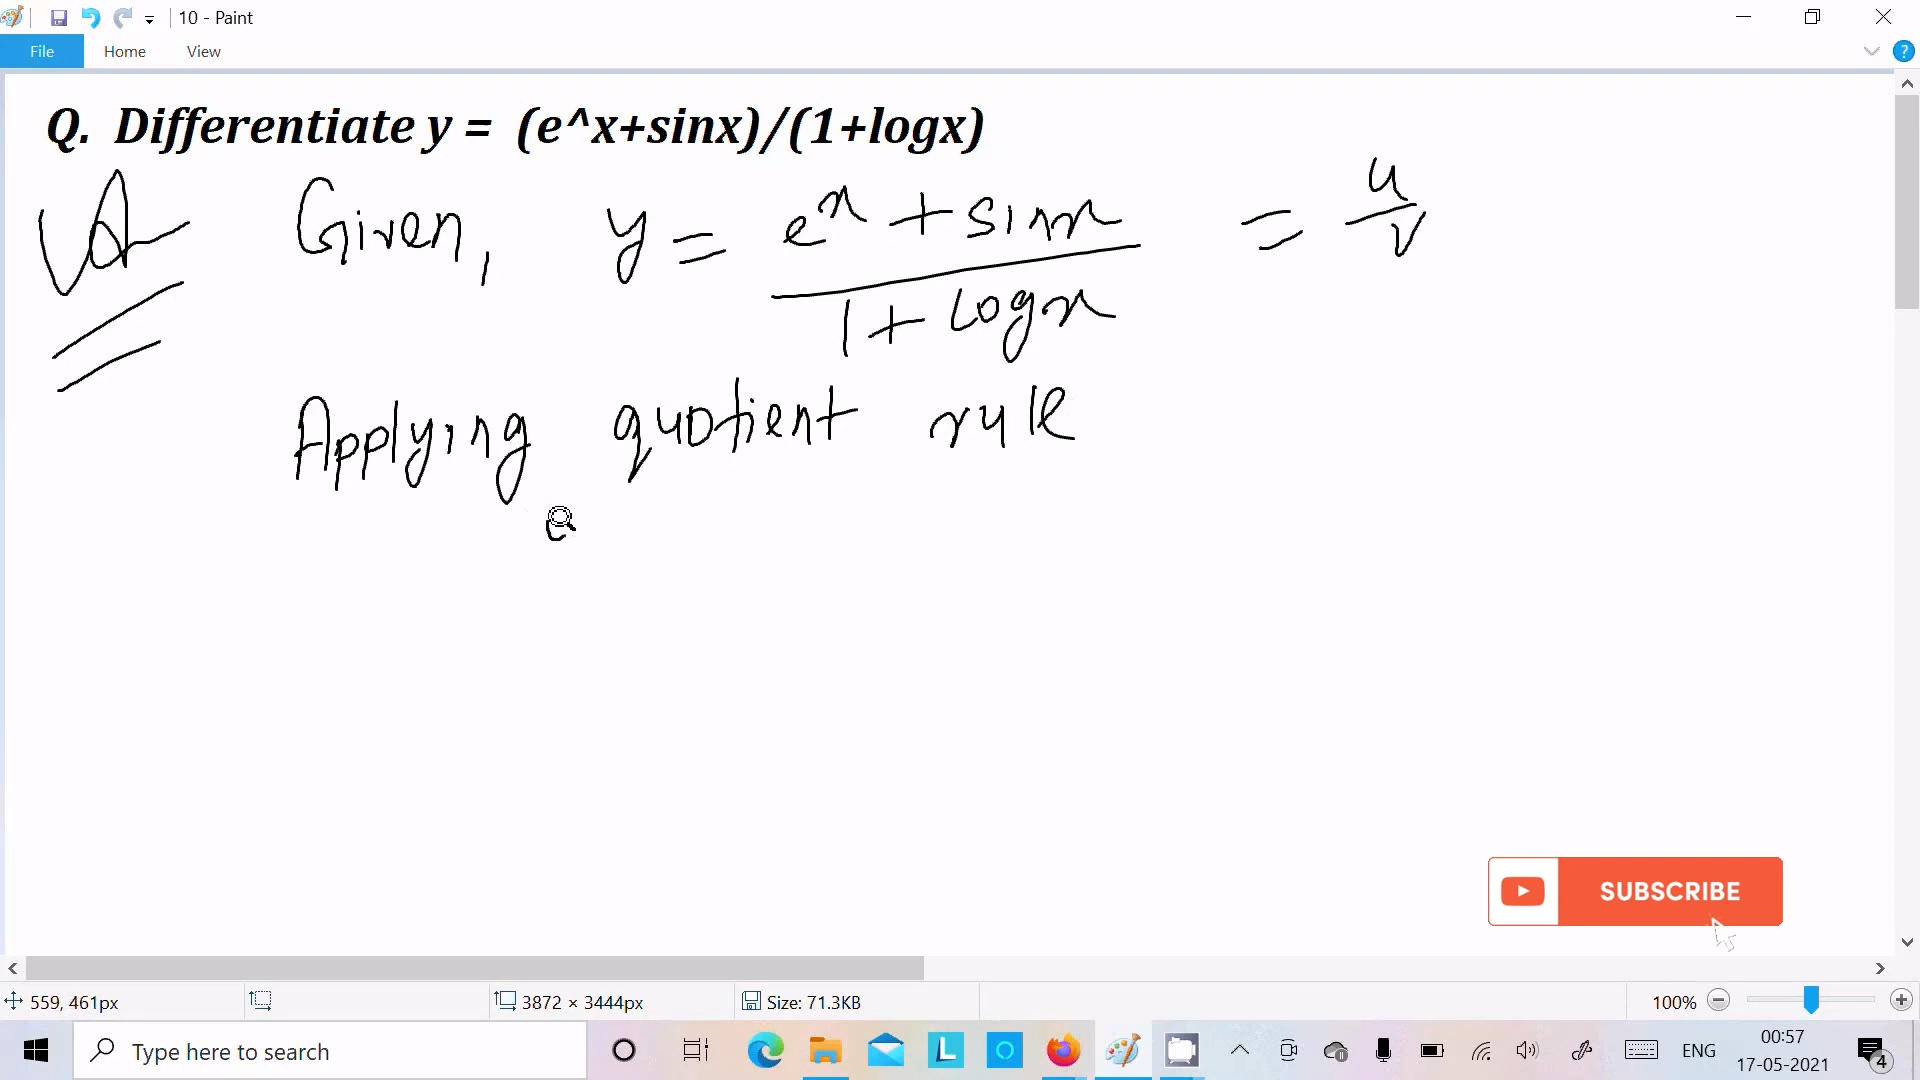 10 - Paint
File Home View
Q. Differentiate y = (e^x+sinx)/(1+logx)
Given, y = e^x + sinx / 1 + logx = u/v
Applying quotient rule
SUBSCRIBE
559, 461px 3872 × 3444px Size: 71.3KB 100%
Type here to search ENG 00:57
17-05-2021 4